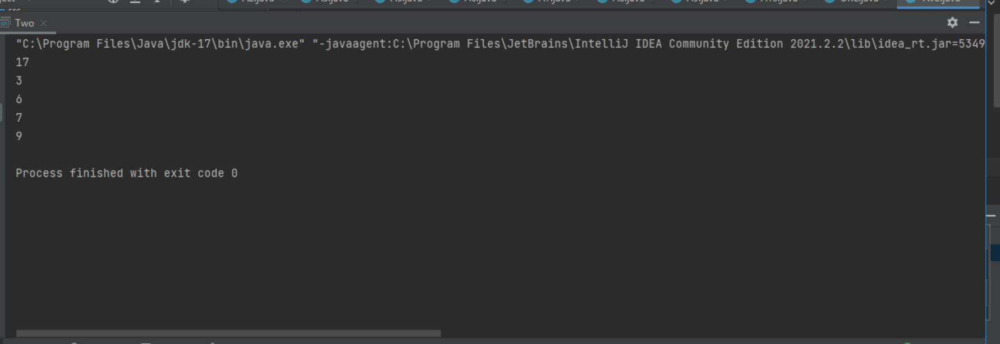 Two
"C:\Program Files\Java\jdk-17\bin\java.exe" "-javaagent:C:\Program Files\JetBrains\IntelliJ IDEA Community Edition 2021.2.2\lib\idea_rt.jar=5349
17
3
6
7
9
Process finished with exit code 0